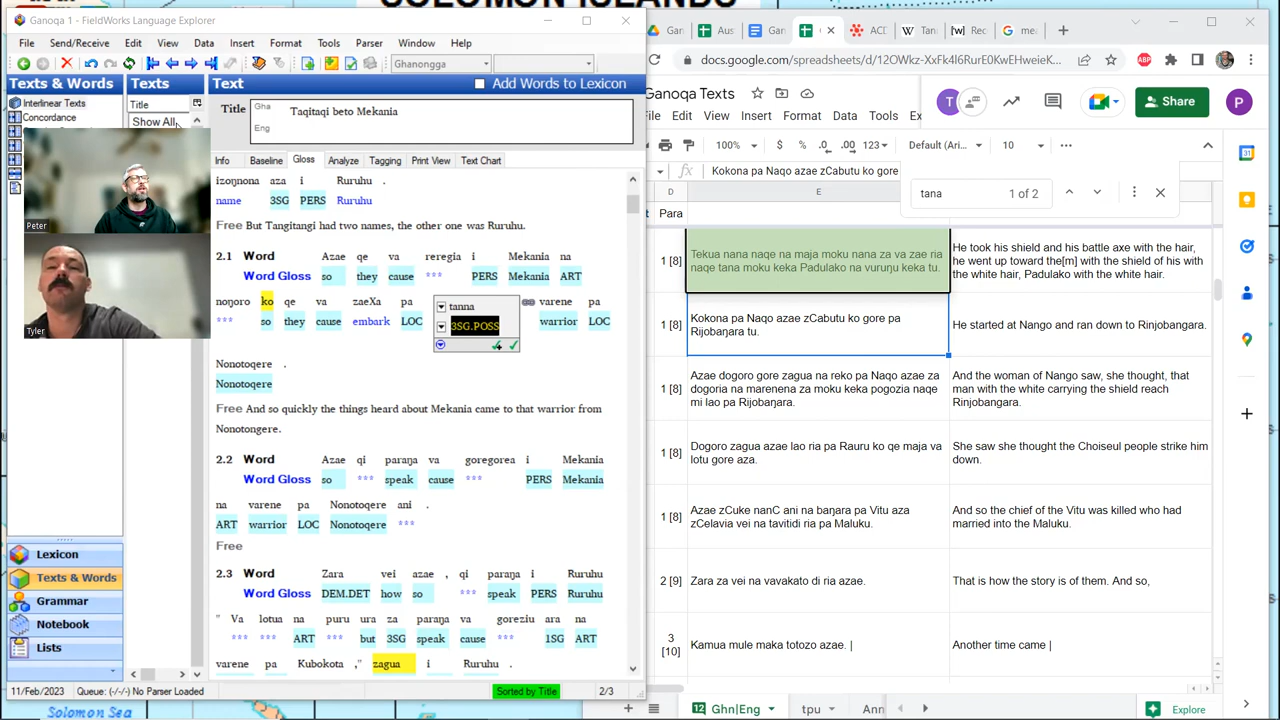 SOLOMON ISLANDS
Ganoqa 1 - FieldWorks Language Explorer
File Send/Receive Edit View Data Insert Format Tools Parser Window Help
Ghanongga
Texts & Words
Interlinear Texts
Concordance
Texts
Title
Show All
Text
Add Words to Lexicon
Title
Gha Taqitaqi beto Mekania
Eng
Info Baseline Gloss Analyze Tagging Print View Text Chart
izoŋnona aza i Ruruhu .
name 3SG PERS Ruruhu
Free But Tangitangi had two names, the other one was Ruruhu.
2.1 Word Azae qe va reregia i Mekania na
Word Gloss so they cause *** PERS Mekania ART
noŋoro ko qe va zaeXa pa tanna varene pa
*** so they cause embark LOC 3SG.POSS warrior LOC
Nonotoqere .
Nonotoqere
Free And so quickly the things heard about Mekania came to that warrior from
Nonotongere.
2.2 Word Azae qi paraŋa va goregorea i Mekania
Word Gloss so *** speak cause *** PERS Mekania
na varene pa Nonotoqere ani .
ART warrior LOC Nonotoqere ***
Free
2.3 Word Zara vei azae , qi paraŋa i Ruruhu
Word Gloss DEM.DET how so *** speak PERS Ruruhu
" Va lotua na puru ura za paraŋa va goreziu ara na
*** *** ART *** but 3SG speak cause *** 1SG ART
varene pa Kubokota ," zagua i Ruruhu .
Peter
Tyler
Lexicon
Texts & Words
Grammar
Notebook
Lists
11/Feb/2023 Queue: (-/-/-) No Parser Loaded
Sorted by Title
2/3
Solomon Sea
docs.google.com/spreadsheets/d/
Ganoqa Texts
Share
P
File Edit View Insert Format Data Tools
100% $ % .0 .00 123 Default (Ari... 10
Kokona pa Naqo azae zCabutu ko gore
tana 1 of 2
D E
Para
1 [8] Tekua nana naqona maja moku nana za va zae ria
naqe tana moku keka Padulako na vuruŋu keka tu.
He took his shield and his battle axe with the hair,
he went up toward the[m] with the shield of his with
the white hair, Padulako with the white hair.
1 [8] Kokona pa Naqo azae zCabutu ko gore pa
Rijobaŋara tu.
He started at Nango and ran down to Rinjobangara.
1 [8] Azae dogoro gore zagua na reko pa Naqo azae za
dogoria na marenena za moku keka pogozia naqe
mi lao pa Rijobaŋara.
And the woman of Nango saw, she thought, that
man with the white carrying the shield reach
Rinjobangara.
1 [8] Dogoro zagua azae lao ria pa Rauru ko qe maja va
lotu gore aza.
She saw she thought the Choiseul people strike him
down.
1 [8] Azae zCuke nanC ani na baŋara pa Vitu aza
zCelava vei na tavitidi ria pa Nuku.
And so the chief of the Vitu was killed who had
married into the Nuku.
2 [9] Zara za vei na vavakato di ria azae.
That is how the story is of them. And so,
3
[10]
Kamua mule maka totozo azae. |
Another time came |
Ghn|Eng tpu Ann
Explore